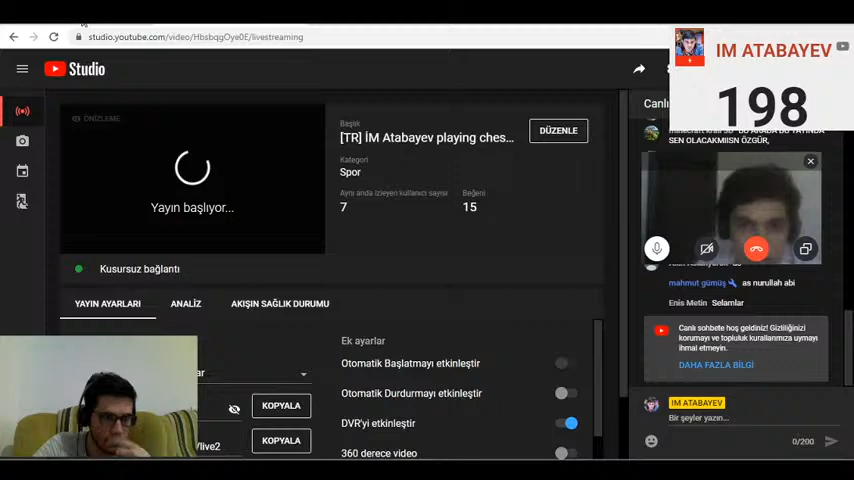 studio.youtube.com/video/HbsbqgOye0E/livestreaming
IM ATABAYEV
198
Studio
Canlı
ÖNİZLEME
Yayın başlıyor...
Başlık
[TR] İM Atabayev playing ches...
DÜZENLE
Kategori
Spor
Aynı anda izleyen kullanıcı sayısı
7
Beğeni
15
SEN OLACAKMIISN ÖZGÜR,
Kusursuz bağlantı
mahmut gümüş as nurullah abi
Enis Metin Selamlar
YAYIN AYARLARI
ANALİZ
AKIŞIN SAĞLIK DURUMU
Canlı sohbete hoş geldiniz! Gizliliğinizi
korumayı ve topluluk kurallarımıza uymayı
ihmal etmeyin.
DAHA FAZLA BİLGİ
Ek ayarlar
Otomatik Başlatmayı etkinleştir
ar
Otomatik Durdurmayı etkinleştir
KOPYALA
DVR'yi etkinleştir
/live2
KOPYALA
360 derece video
IM ATABAYEV
Bir şeyler yazın...
0/200